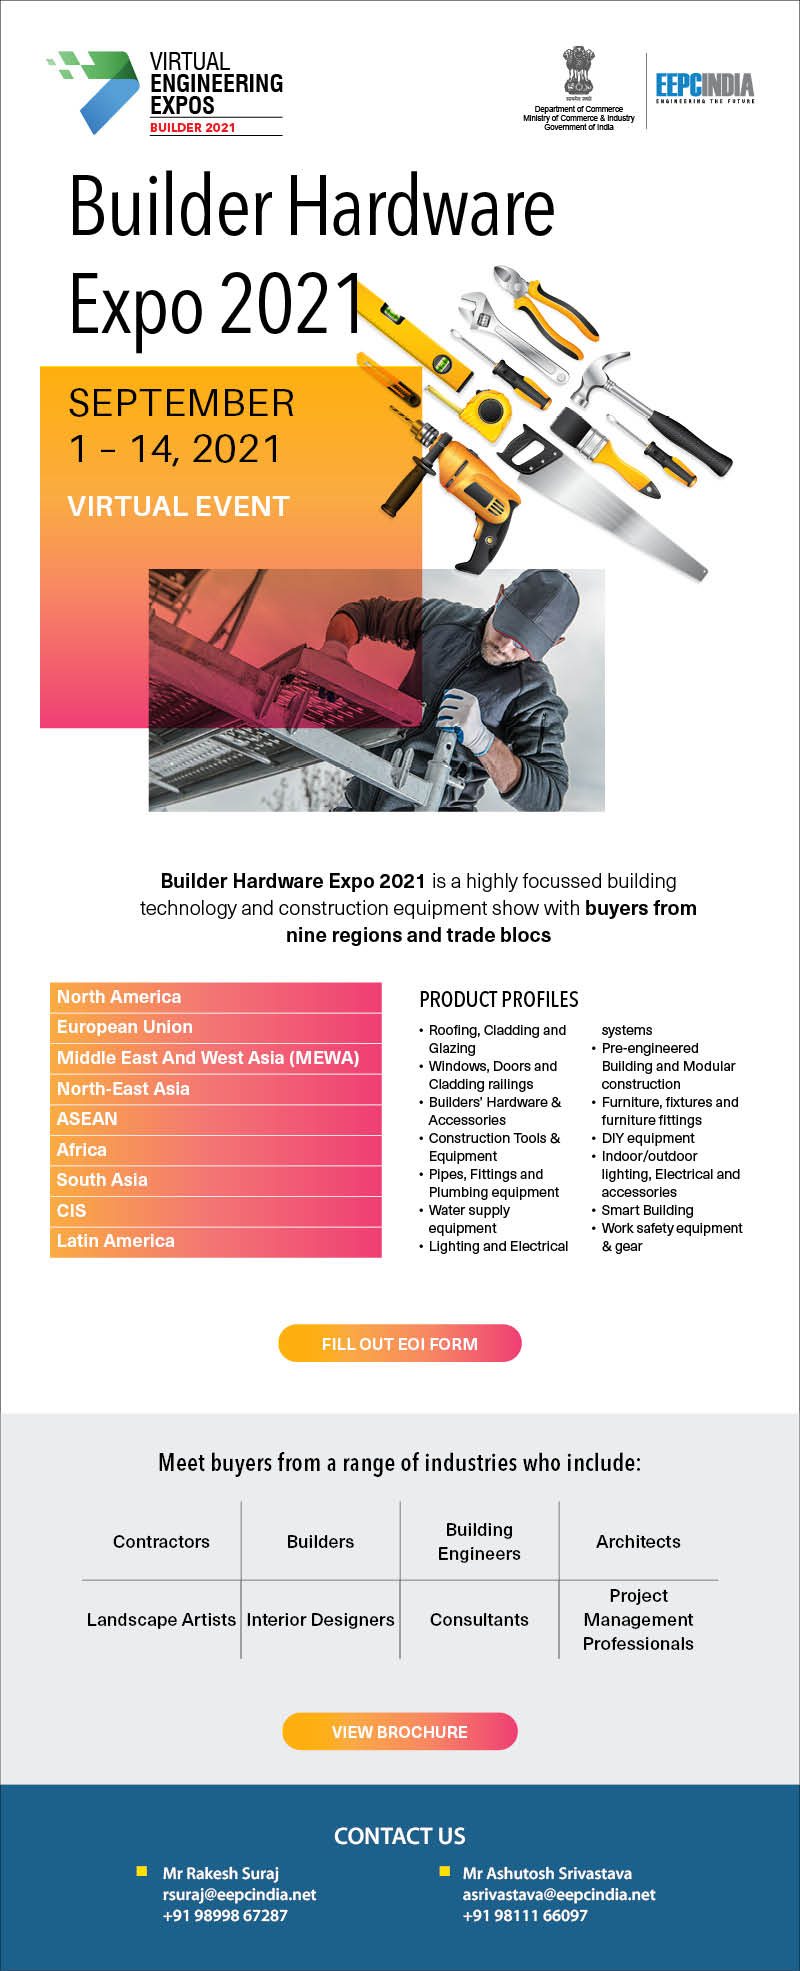 VIRTUAL
ENGINEERING
EXPOS
BUILDER 2021
सत्यमेव जयते
Department of Commerce
Ministry of Commerce & Industry
Government of India
EEPCINDIA
ENGINEERING THE FUTURE
Builder Hardware
Expo 2021
SEPTEMBER
1 – 14, 2021
VIRTUAL EVENT
Builder Hardware Expo 2021 is a highly focussed building
technology and construction equipment show with buyers from
nine regions and trade blocs
North America
European Union
Middle East And West Asia (MEWA)
North-East Asia
ASEAN
Africa
South Asia
CIS
Latin America
PRODUCT PROFILES
• Roofing, Cladding and
Glazing
• Windows, Doors and
Cladding railings
• Builders' Hardware &
Accessories
• Construction Tools &
Equipment
• Pipes, Fittings and
Plumbing equipment
• Water supply
equipment
• Lighting and Electrical
systems
• Pre-engineered
Building and Modular
construction
• Furniture, fixtures and
furniture fittings
• DIY equipment
• Indoor/outdoor
lighting, Electrical and
accessories
• Smart Building
• Work safety equipment
& gear
FILL OUT EOI FORM
Meet buyers from a range of industries who include:
Contractors
Builders
Building
Engineers
Architects
Landscape Artists
Interior Designers
Consultants
Project
Management
Professionals
VIEW BROCHURE
CONTACT US
Mr Rakesh Suraj
rsuraj@eepcindia.net
+91 98998 67287
Mr Ashutosh Srivastava
asrivastava@eepcindia.net
+91 98111 66097